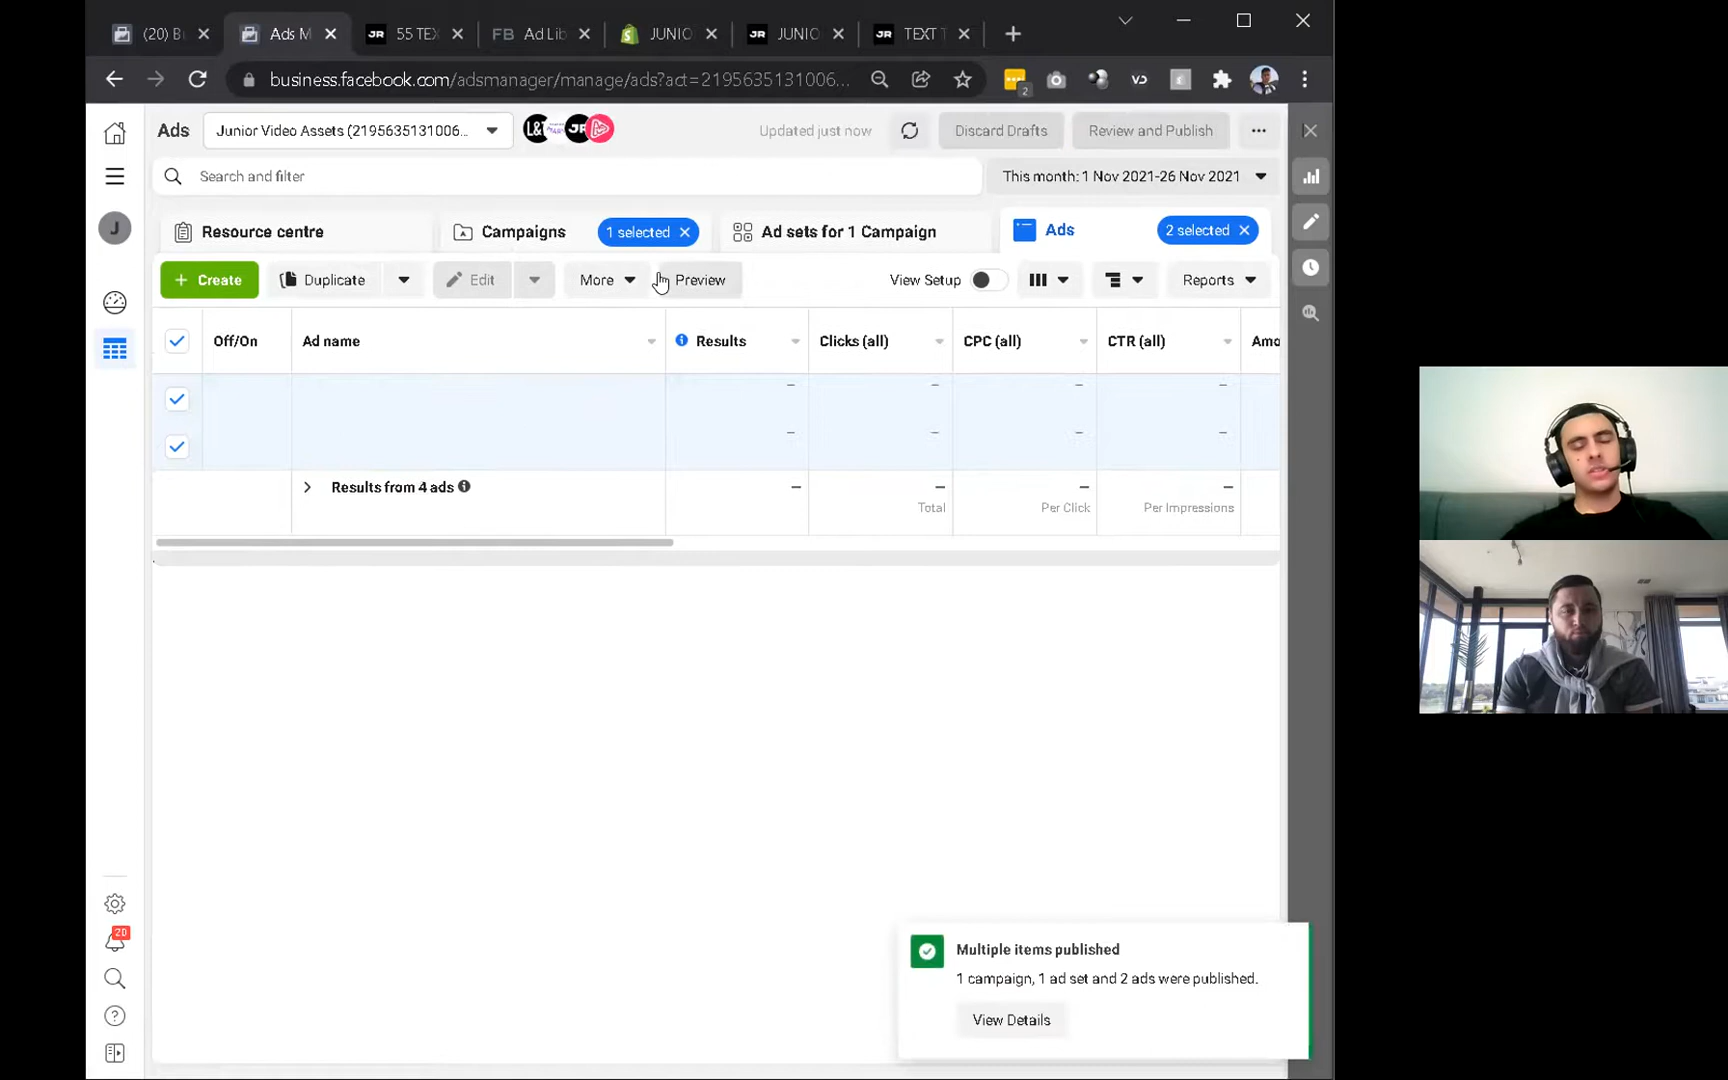 (20) B
Ads M
JR
55 TEX
FB
Ad Lib
JUNIO
JR
JUNIO
JR
TEXT T
business.facebook.com/adsmanager/manage/ads?act=2195635131006...
2
Ads
Junior Video Assets (2195635131006...
Updated just now
Discard Drafts
Review and Publish
Search and filter
This month: 1 Nov 2021-26 Nov 2021
J
Resource centre
Campaigns
1 selected
Ad sets for 1 Campaign
Ads
2 selected
+ Create
Duplicate
Edit
More
Preview
View Setup
Reports
Off/On
Ad name
Results
Clicks (all)
CPC (all)
CTR (all)
Amo
Results from 4 ads
Total
Per Click
Per Impressions
20
Multiple items published
1 campaign, 1 ad set and 2 ads were published.
View Details